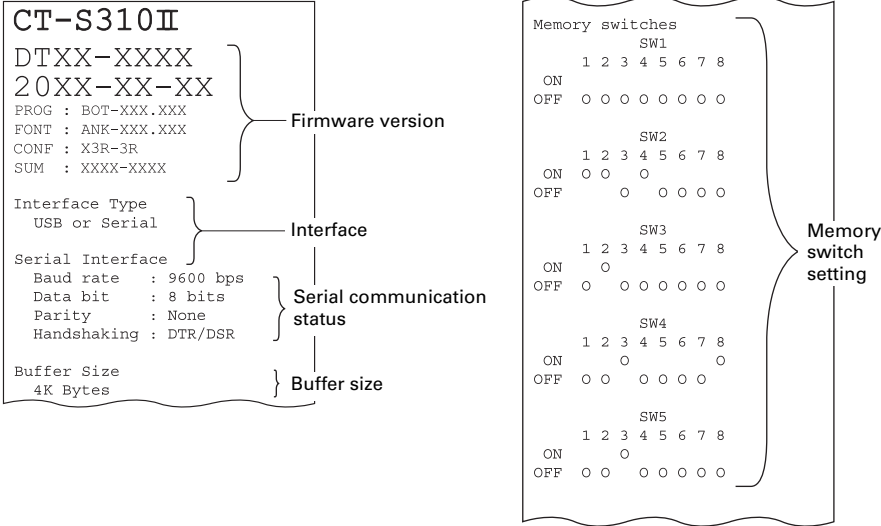 CT-S310Ⅱ
DTXX-XXXX
20XX-XX-XX
PROG : BOT-XXX.XXX
FONT : ANK-XXX.XXX
CONF : X3R-3R
SUM  : XXXX-XXXX
Firmware version
Interface Type
USB or Serial
Interface
Serial Interface
Baud rate   : 9600 bps
Data bit    : 8 bits
Parity      : None
Handshaking : DTR/DSR
Serial communication
status
Buffer Size
4K Bytes
Buffer size
Memory switches
SW1
1 2 3 4 5 6 7 8
ON
OFF  O O O O O O O O
SW2
1 2 3 4 5 6 7 8
ON   O O   O
OFF      O   O O O O
SW3
1 2 3 4 5 6 7 8
ON     O
OFF  O   O O O O O O
SW4
1 2 3 4 5 6 7 8
ON       O         O
OFF  O O   O O O O
SW5
1 2 3 4 5 6 7 8
ON       O
OFF  O O   O O O O O
Memory
switch
setting